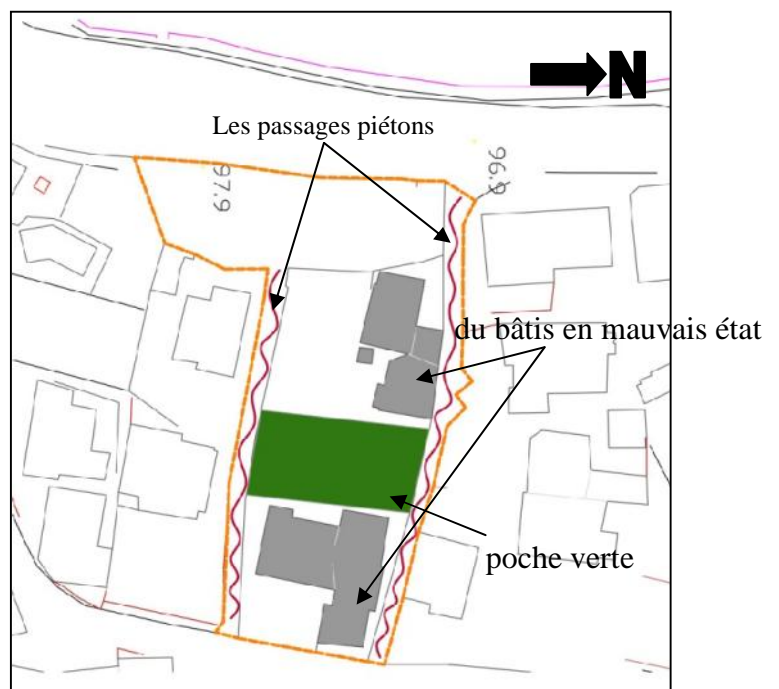 N
Les passages piétons
97.9
96.9
du bâtis en mauvais état
poche verte